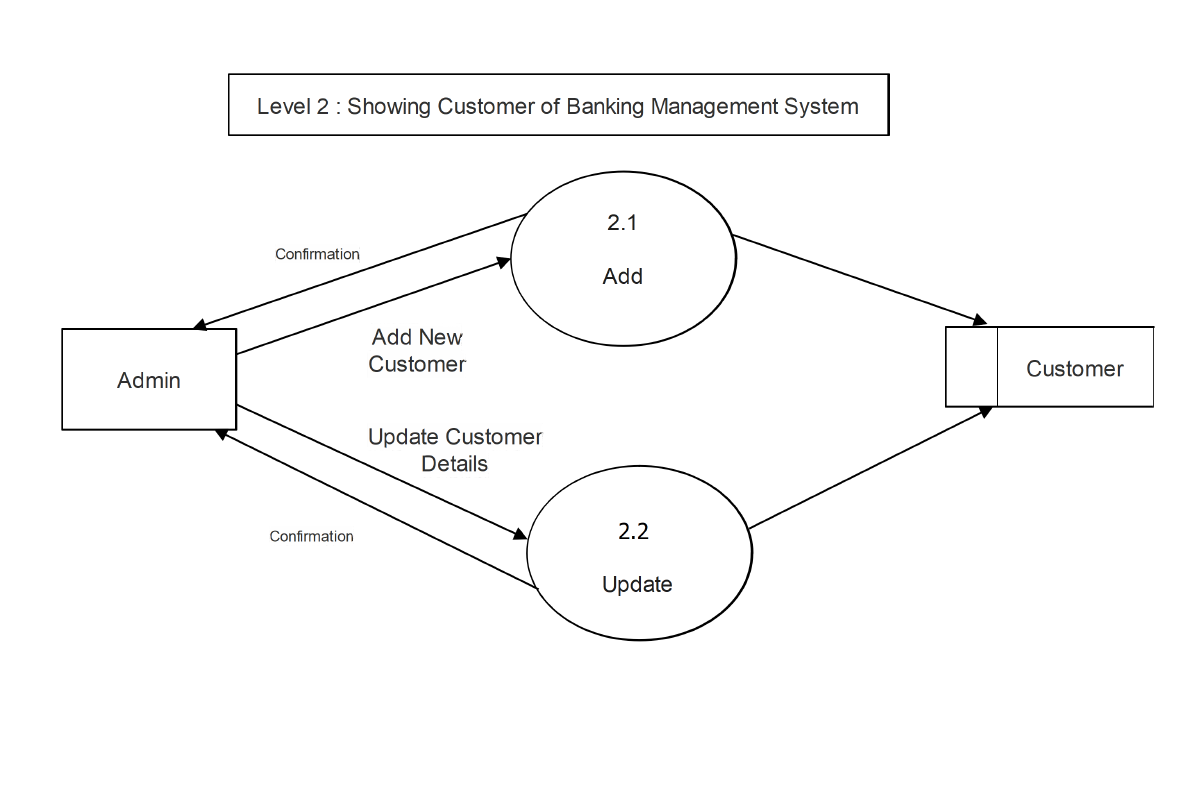 Level 2 : Showing Customer of Banking Management System
2.1
Add
Confirmation
Add New
Customer
Admin
Customer
Update Customer
Details
2.2
Update
Confirmation